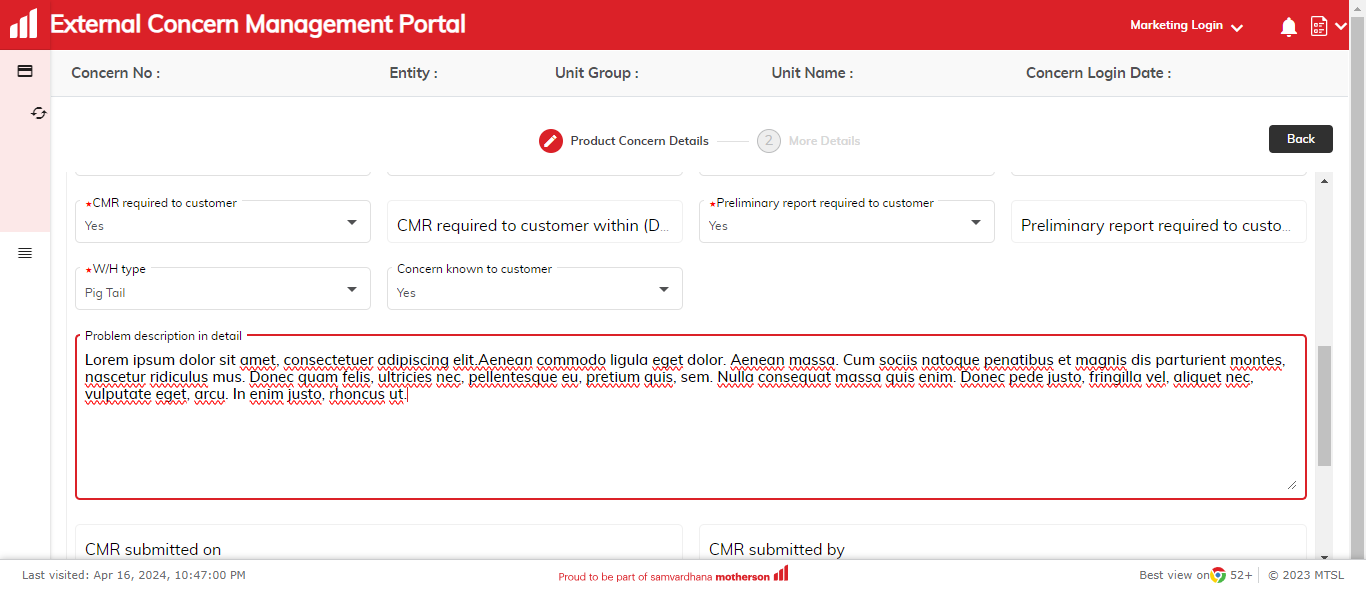 External Concern Management Portal
Marketing Login
Concern No :
Entity :
Unit Group :
Unit Name :
Concern Login Date :
Product Concern Details
2
More Details
Back
*CMR required to customer
Yes
CMR required to customer within (D...
*Preliminary report required to customer
Yes
Preliminary report required to custo...
*W/H type
Pig Tail
Concern known to customer
Yes
Problem description in detail
Lorem ipsum dolor sit amet, consectetuer adipiscing elit.Aenean commodo ligula eget dolor. Aenean massa. Cum sociis natoque penatibus et magnis dis parturient montes,
nascetur ridiculus mus. Donec quam felis, ultricies nec, pellentesque eu, pretium quis, sem. Nulla consequat massa quis enim. Donec pede justo, fringilla vel, aliquet nec,
vulputate eget, arcu. In enim justo, rhoncus ut.
CMR submitted on
CMR submitted by
Last visited: Apr 16, 2024, 10:47:00 PM
Proud to be part of samvardhana motherson
Best view on 52+
© 2023 MTSL